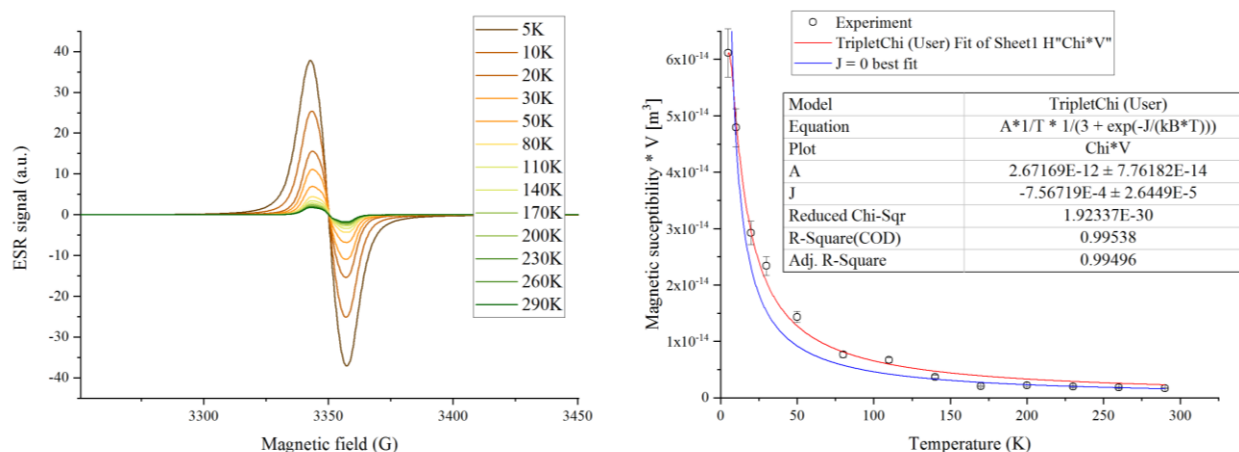 ESR signal (a.u.)
40
30
20
10
0
-10
-20
-30
-40
3300
3350
3400
3450
Magnetic field (G)
5K
10K
20K
30K
50K
80K
110K
140K
170K
200K
230K
260K
290K
Experiment
TripletChi (User) Fit of Sheet1 H"Chi*V"
J = 0 best fit
Magnetic suceptibility * V [m³]
6x10⁻¹⁴
5x10⁻¹⁴
4x10⁻¹⁴
3x10⁻¹⁴
2x10⁻¹⁴
1x10⁻¹⁴
0
Model TripletChi (User)
Equation A*1/T * 1/(3 + exp(-J/(kB*T)))
Plot Chi*V
A 2.67169E-12 ± 7.76182E-14
J -7.56719E-4 ± 2.6449E-5
Reduced Chi-Sqr 1.92337E-30
R-Square(COD) 0.99538
Adj. R-Square 0.99496
0
50
100
150
200
250
300
Temperature (K)